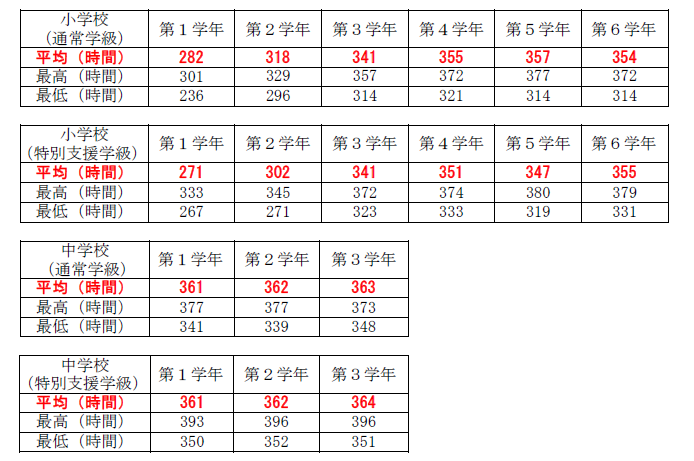 小学校
（通常学級） 第１学年 第２学年 第３学年 第４学年 第５学年 第６学年
平均（時間） 282 318 341 355 357 354
最高（時間） 301 329 357 372 377 372
最低（時間） 236 296 314 321 314 314
小学校
（特別支援学級） 第１学年 第２学年 第３学年 第４学年 第５学年 第６学年
平均（時間） 271 302 341 351 347 355
最高（時間） 333 345 372 374 380 379
最低（時間） 267 271 323 333 319 331
中学校
（通常学級） 第１学年 第２学年 第３学年
平均（時間） 361 362 363
最高（時間） 377 377 373
最低（時間） 341 339 348
中学校
（特別支援学級） 第１学年 第２学年 第３学年
平均（時間） 361 362 364
最高（時間） 393 396 396
最低（時間） 350 352 351